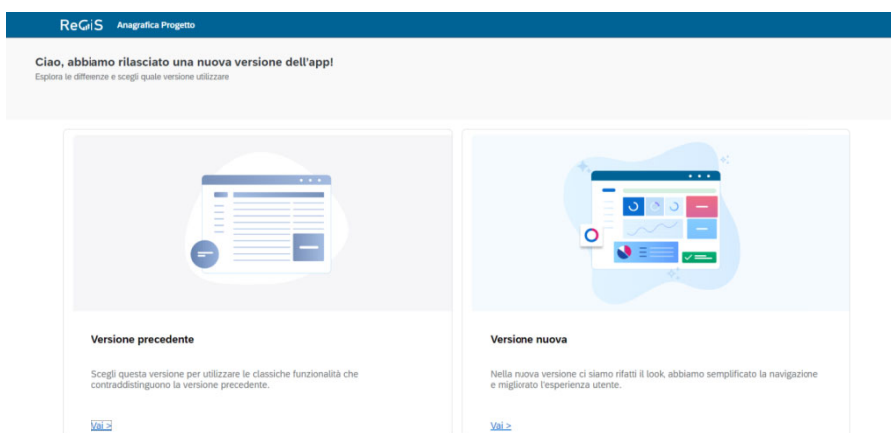 ReGiS Anagrafica Progetto
Ciao, abbiamo rilasciato una nuova versione dell'app!
Esplora le differenze e scegli quale versione utilizzare
Versione precedente
Scegli questa versione per utilizzare le classiche funzionalità che
contraddistinguono la versione precedente.
Vai >
Versione nuova
Nella nuova versione ci siamo rifatti il look, abbiamo semplificato la navigazione
e migliorato l'esperienza utente.
Vai >